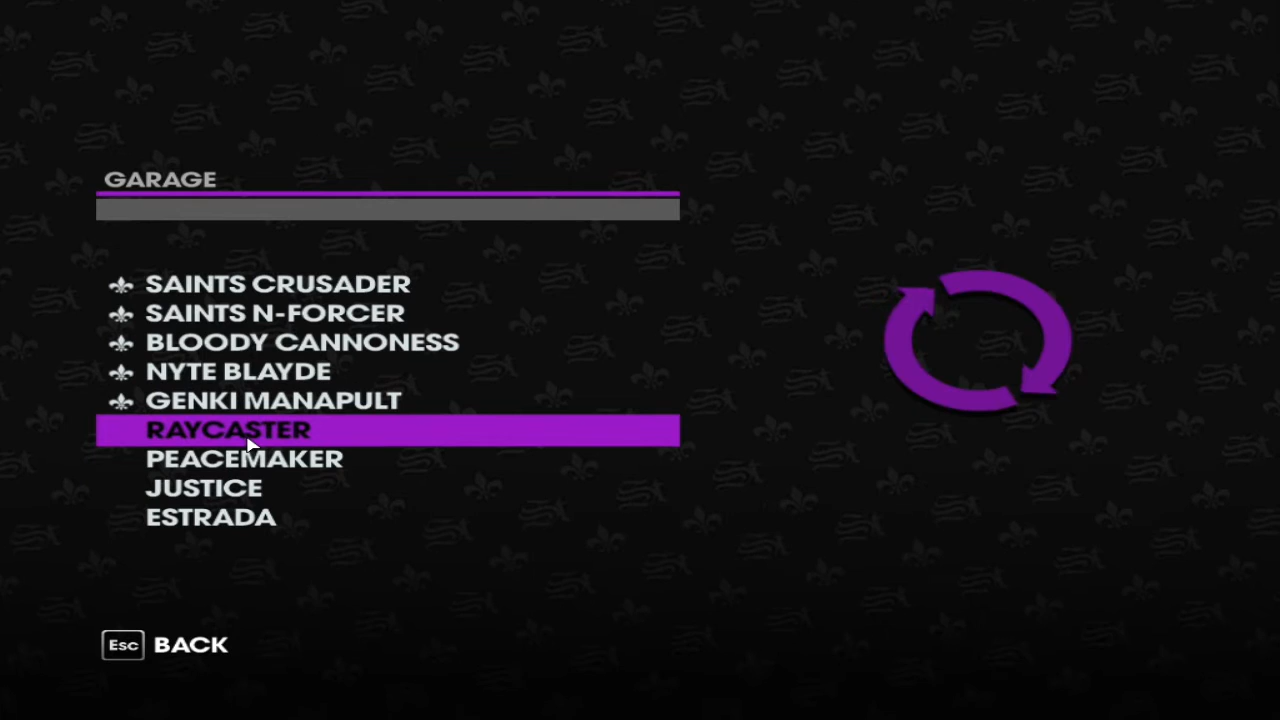 GARAGE
SAINTS CRUSADER
SAINTS N-FORCER
BLOODY CANNONESS
NYTE BLAYDE
GENKI MANAPULT
RAYCASTER
PEACEMAKER
JUSTICE
ESTRADA
Esc BACK